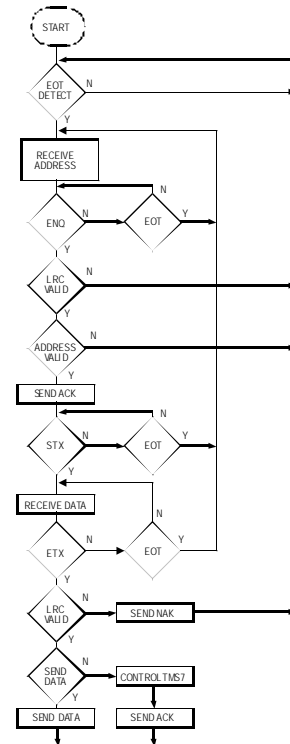 START
EOT
DETECT
N
Y
RECEIVE
ADDRESS
N
ENQ
N
EOT
Y
Y
LRC
VALID
N
Y
ADDRESS
VALID
N
Y
SEND ACK
N
STX
N
EOT
Y
Y
RECEIVE DATA
N
ETX
N
EOT
Y
Y
LRC
VALID
N
SEND NAK
Y
SEND
DATA
N
CONTROL TMS7
Y
SEND DATA
SEND ACK